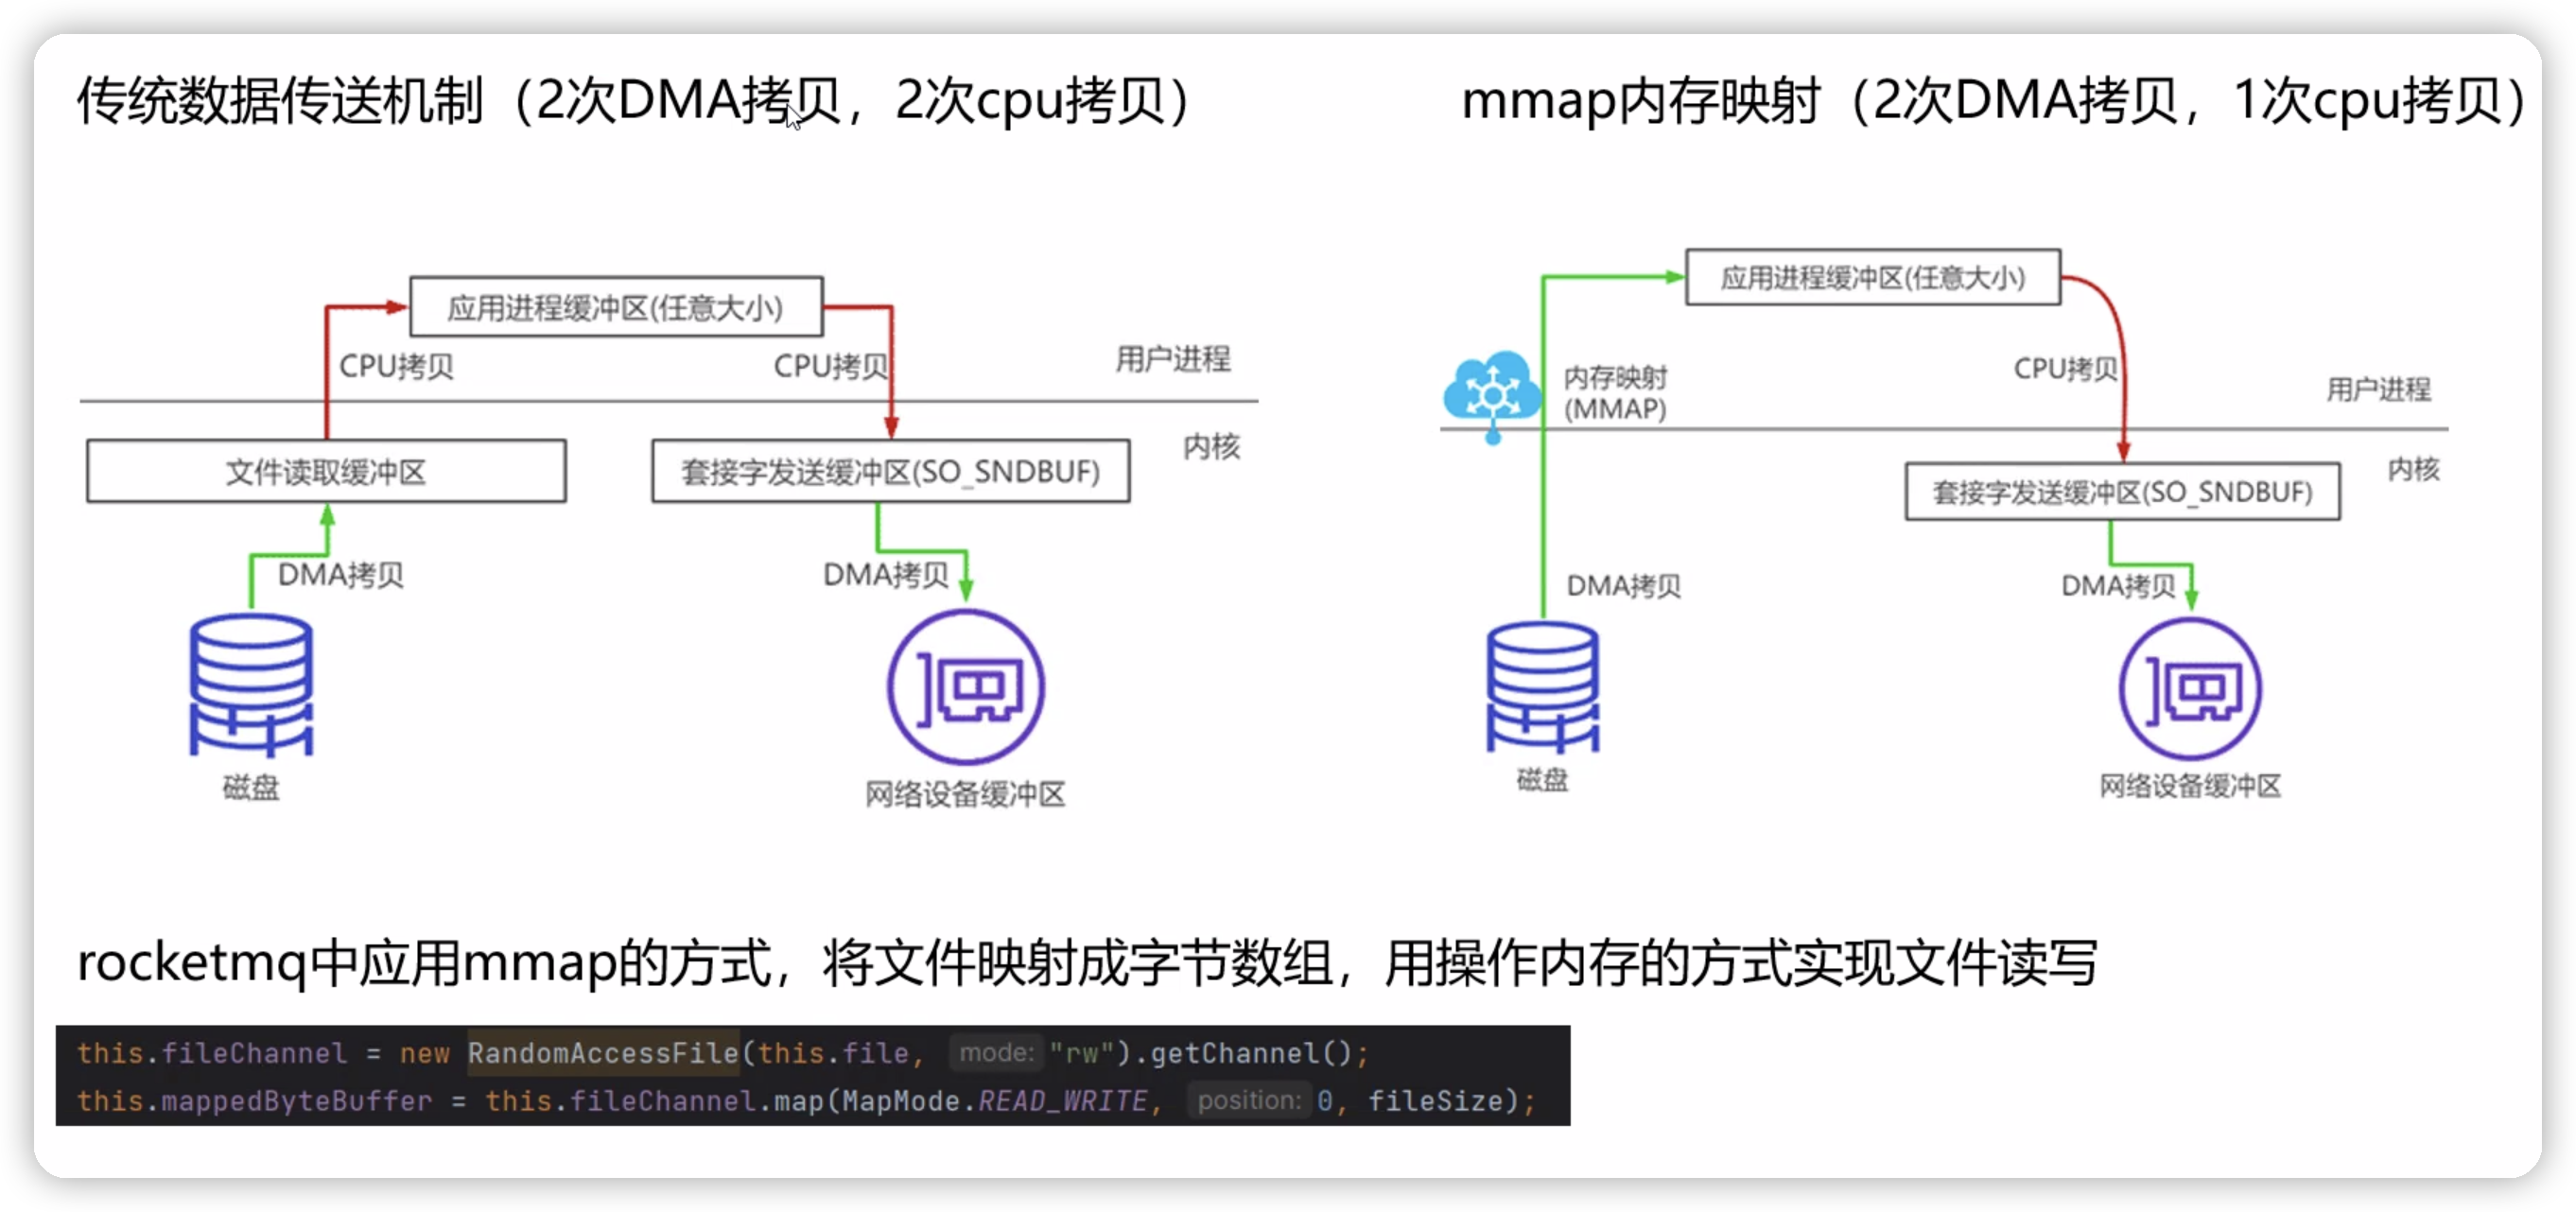 传统数据传送机制（2次DMA拷贝，2次cpu拷贝）
应用进程缓冲区(任意大小)
CPU拷贝
CPU拷贝
用户进程
内核
文件读取缓冲区
套接字发送缓冲区(SO_SNDBUF)
DMA拷贝
DMA拷贝
磁盘
网络设备缓冲区
mmap内存映射（2次DMA拷贝，1次cpu拷贝）
应用进程缓冲区(任意大小)
内存映射
(MMAP)
CPU拷贝
用户进程
内核
套接字发送缓冲区(SO_SNDBUF)
DMA拷贝
DMA拷贝
磁盘
网络设备缓冲区
rocketmq中应用mmap的方式，将文件映射成字节数组，用操作内存的方式实现文件读写
this.fileChannel = new RandomAccessFile(this.file, mode: "rw").getChannel();
this.mappedByteBuffer = this.fileChannel.map(MapMode.READ_WRITE, position: 0, fileSize);